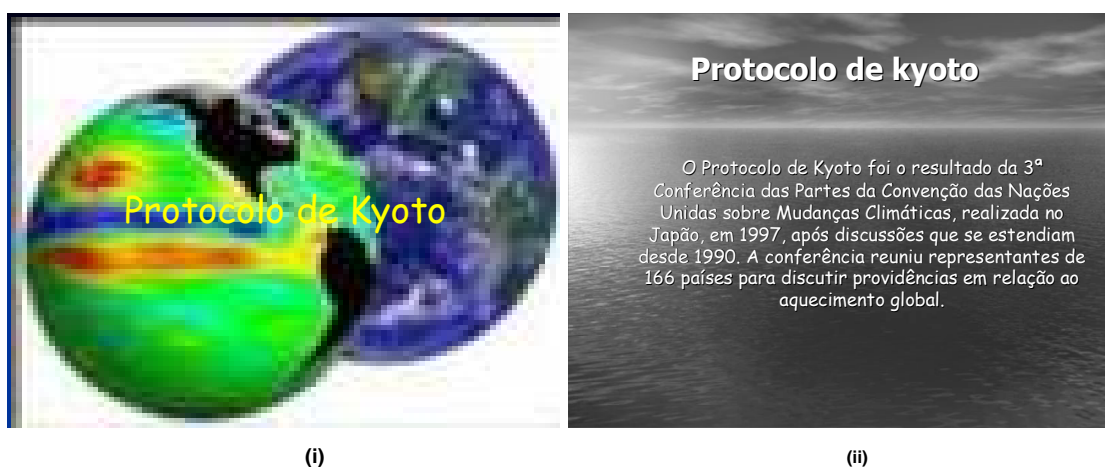 Protocolo de Kyoto
(i)
Protocolo de kyoto
O Protocolo de Kyoto foi o resultado da 3ª
Conferência das Partes da Convenção das Nações
Unidas sobre Mudanças Climáticas, realizada no
Japão, em 1997, após discussões que se estendiam
desde 1990. A conferência reuniu representantes de
166 países para discutir providências em relação ao
aquecimento global.
(ii)